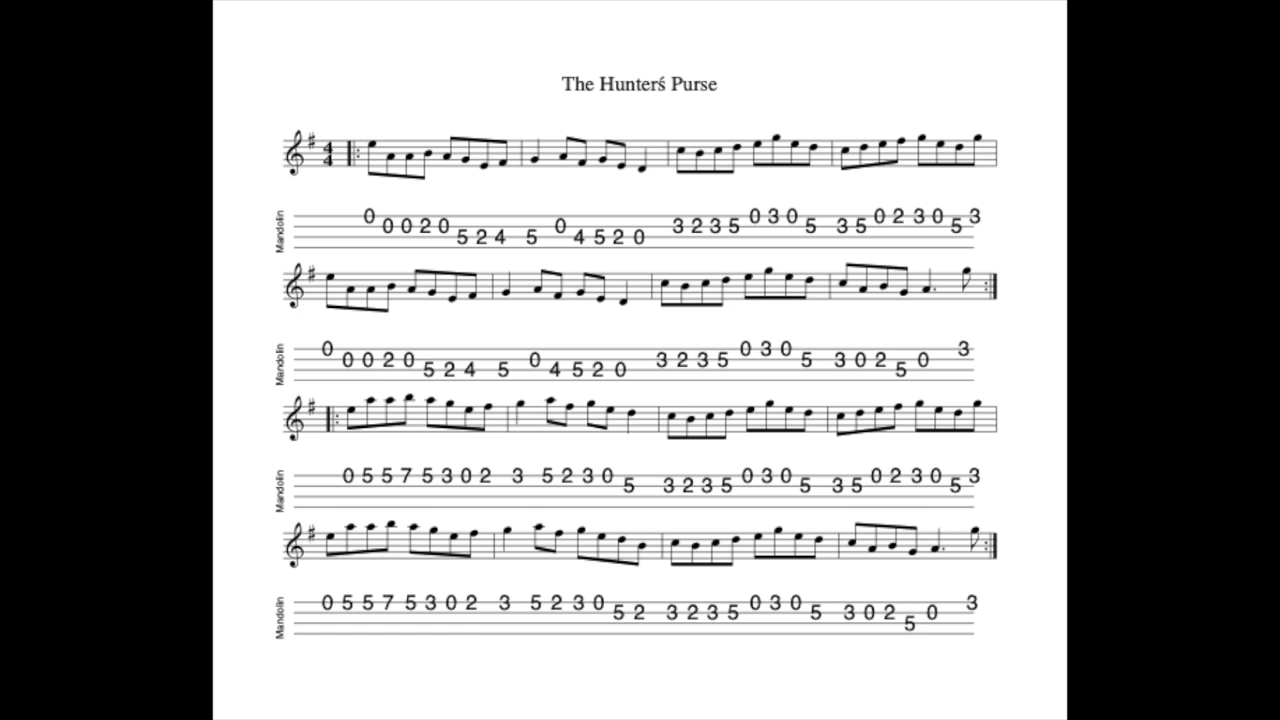 The Hunterś Purse
4
4
Mandolin
0 0 0 2 0 5 2 4 5 0 4 5 2 0 3 2 3 5 0 3 0 5 3 5 0 2 3 0 5 3
Mandolin
0 0 0 2 0 5 2 4 5 0 4 5 2 0 3 2 3 5 0 3 0 5 3 0 2 5 0 3
Mandolin
0 5 5 7 5 3 0 2 3 5 2 3 0 5 3 2 3 5 0 3 0 5 3 5 0 2 3 0 5 3
Mandolin
0 5 5 7 5 3 0 2 3 5 2 3 0 5 2 3 2 3 5 0 3 0 5 3 0 2 5 0 3